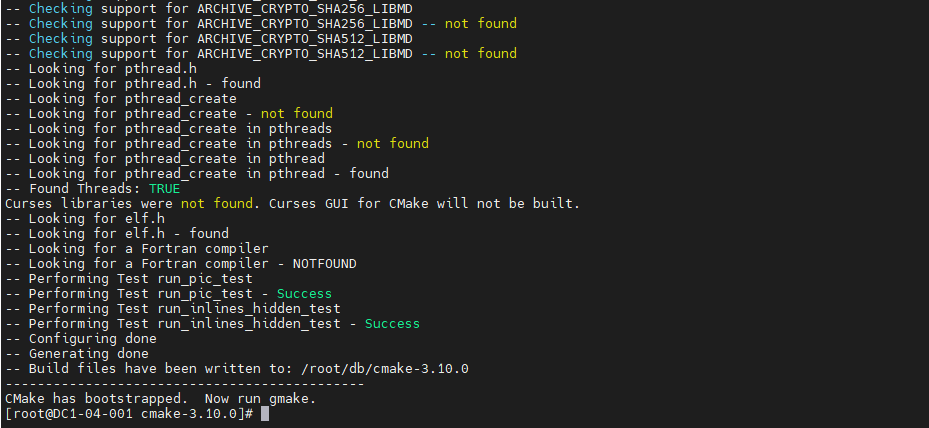 -- Checking support for ARCHIVE_CRYPTO_SHA256_LIBMD
-- Checking support for ARCHIVE_CRYPTO_SHA256_LIBMD -- not found
-- Checking support for ARCHIVE_CRYPTO_SHA512_LIBMD
-- Checking support for ARCHIVE_CRYPTO_SHA512_LIBMD -- not found
-- Looking for pthread.h
-- Looking for pthread.h - found
-- Looking for pthread_create
-- Looking for pthread_create - not found
-- Looking for pthread_create in pthreads
-- Looking for pthread_create in pthreads - not found
-- Looking for pthread_create in pthread
-- Looking for pthread_create in pthread - found
-- Found Threads: TRUE
Curses libraries were not found. Curses GUI for CMake will not be built.
-- Looking for elf.h
-- Looking for elf.h - found
-- Looking for a Fortran compiler
-- Looking for a Fortran compiler - NOTFOUND
-- Performing Test run_pic_test
-- Performing Test run_pic_test - Success
-- Performing Test run_inlines_hidden_test
-- Performing Test run_inlines_hidden_test - Success
-- Configuring done
-- Generating done
-- Build files have been written to: /root/db/cmake-3.10.0
---------------------------------------------
CMake has bootstrapped.  Now run gmake.
[root@DC1-04-001 cmake-3.10.0]#